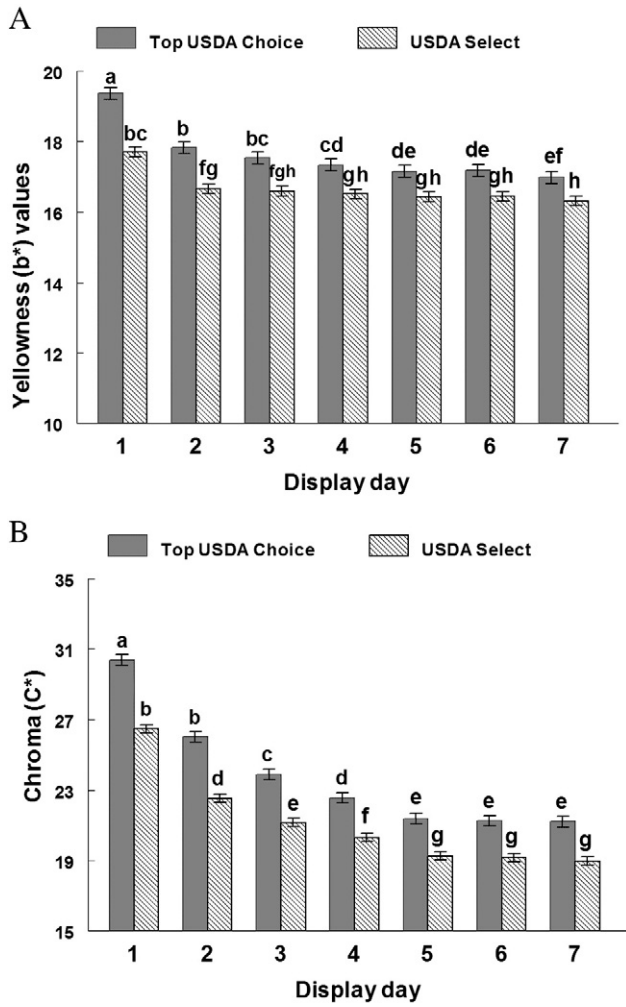 A
Top USDA Choice USDA Select
Yellowness (b*) values
20
18
16
14
12
10
a bc b fg bc fgh cd gh de gh de gh ef h
1 2 3 4 5 6 7
Display day
B
Top USDA Choice USDA Select
Chroma (C*)
35
31
27
23
19
15
a b b d c e d f e g e g e g
1 2 3 4 5 6 7
Display day